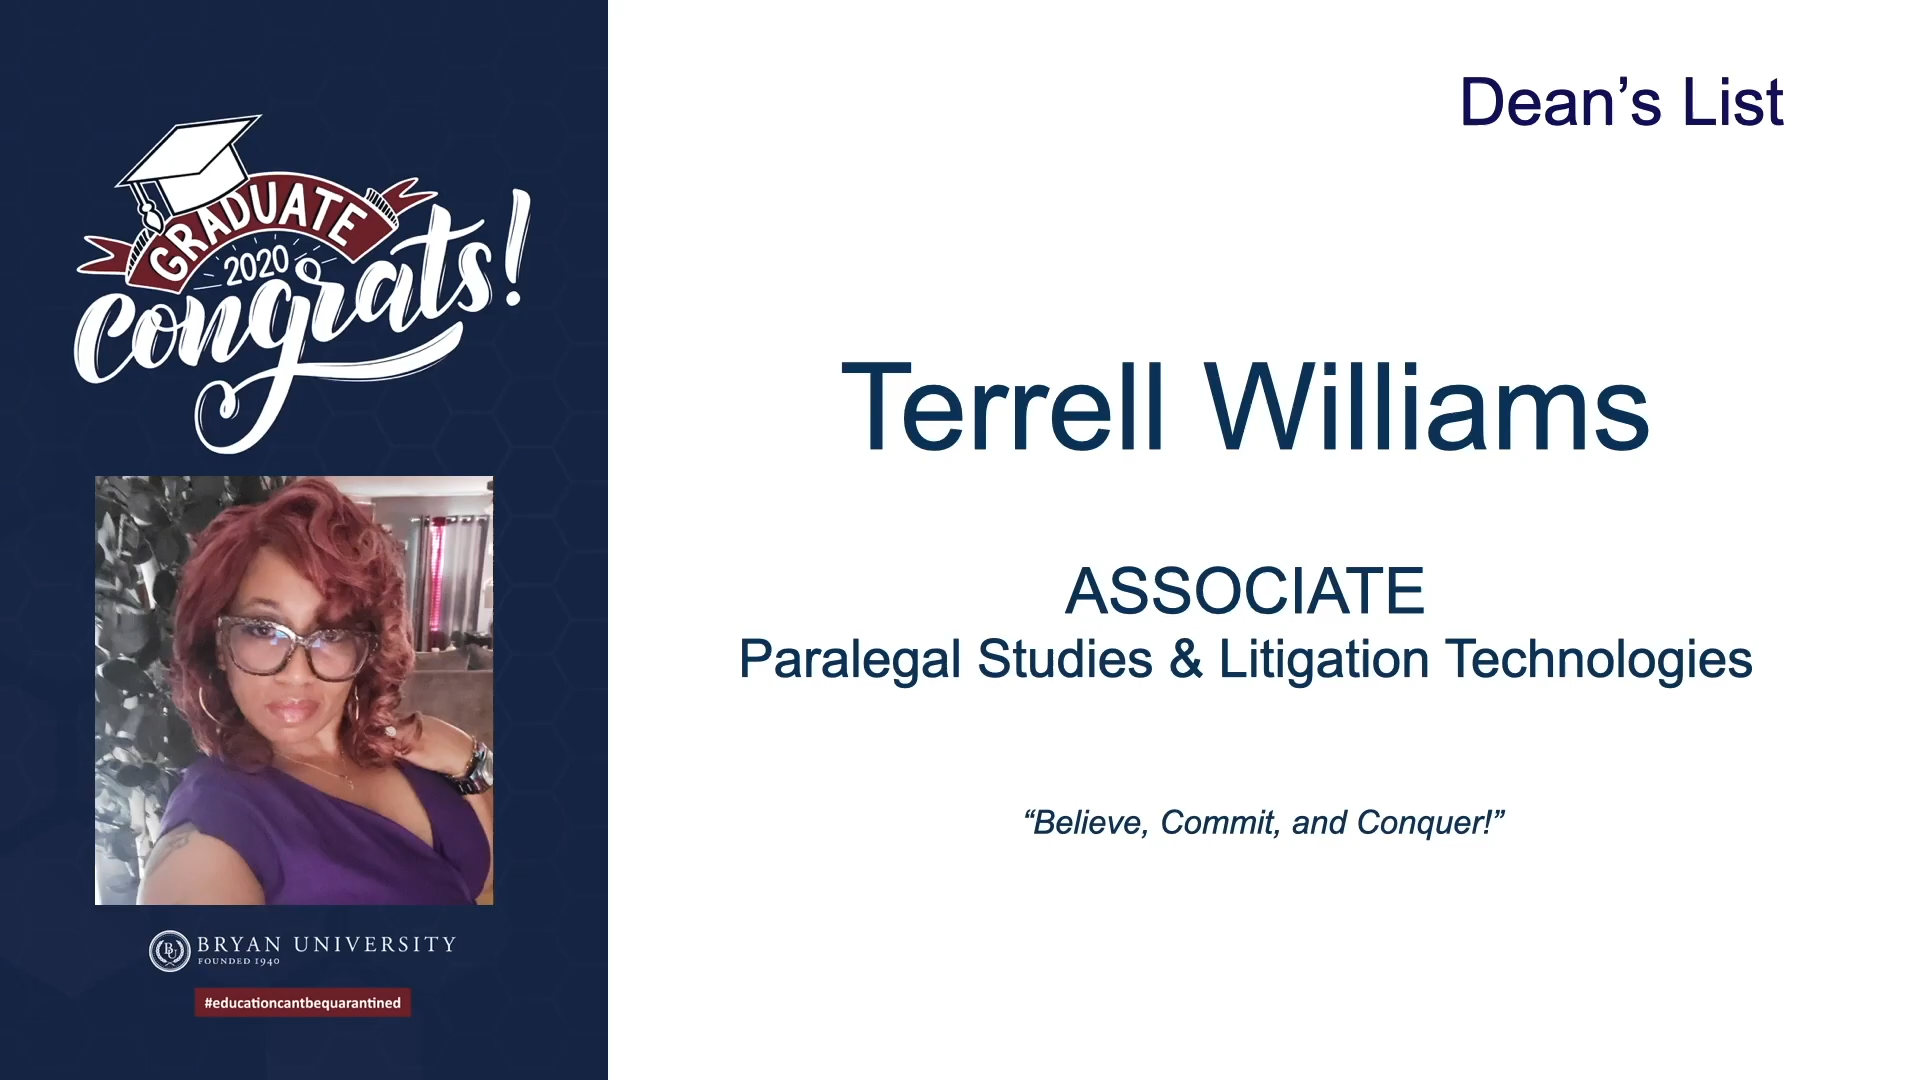 GRADUATE
2020
Congrats!
BRYAN UNIVERSITY
BU
FOUNDED 1940
#educationcantbequarantined
Dean’s List
Terrell Williams
ASSOCIATE
Paralegal Studies & Litigation Technologies
“Believe, Commit, and Conquer!”